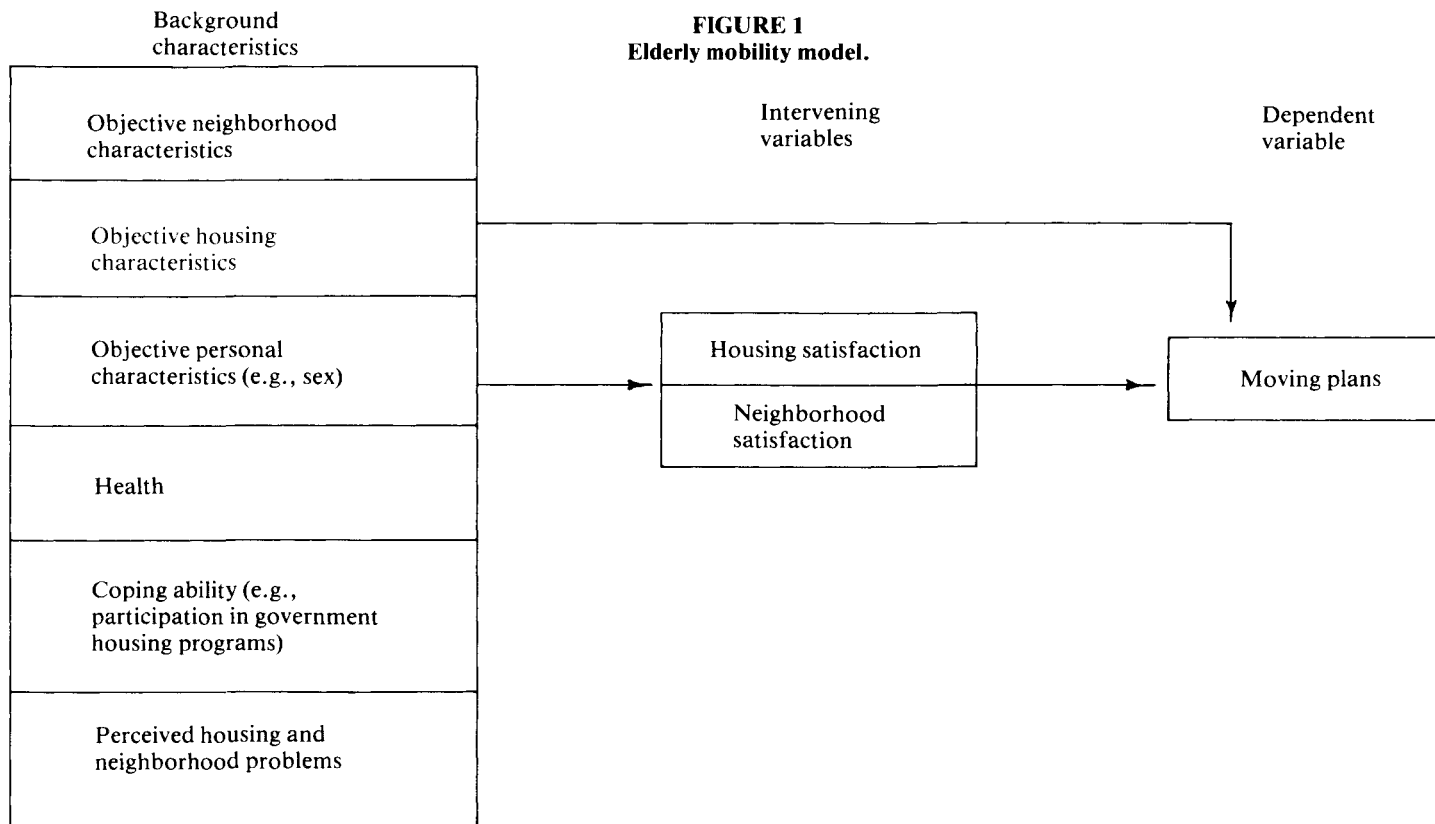 FIGURE 1
Elderly mobility model.
Background
characteristics
Objective neighborhood
characteristics
Objective housing
characteristics
Objective personal
characteristics (e.g., sex)
Health
Coping ability (e.g.,
participation in government
housing programs)
Perceived housing and
neighborhood problems
Intervening
variables
Housing satisfaction
Neighborhood
satisfaction
Dependent
variable
Moving plans